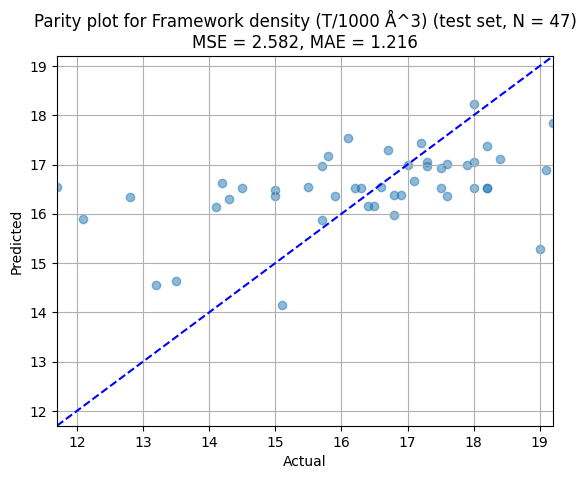 Parity plot for Framework density (T/1000 Å^3) (test set, N = 47)
MSE = 2.582, MAE = 1.216
19
18
17
16
15
14
13
12
Predicted
12 13 14 15 16 17 18 19
Actual